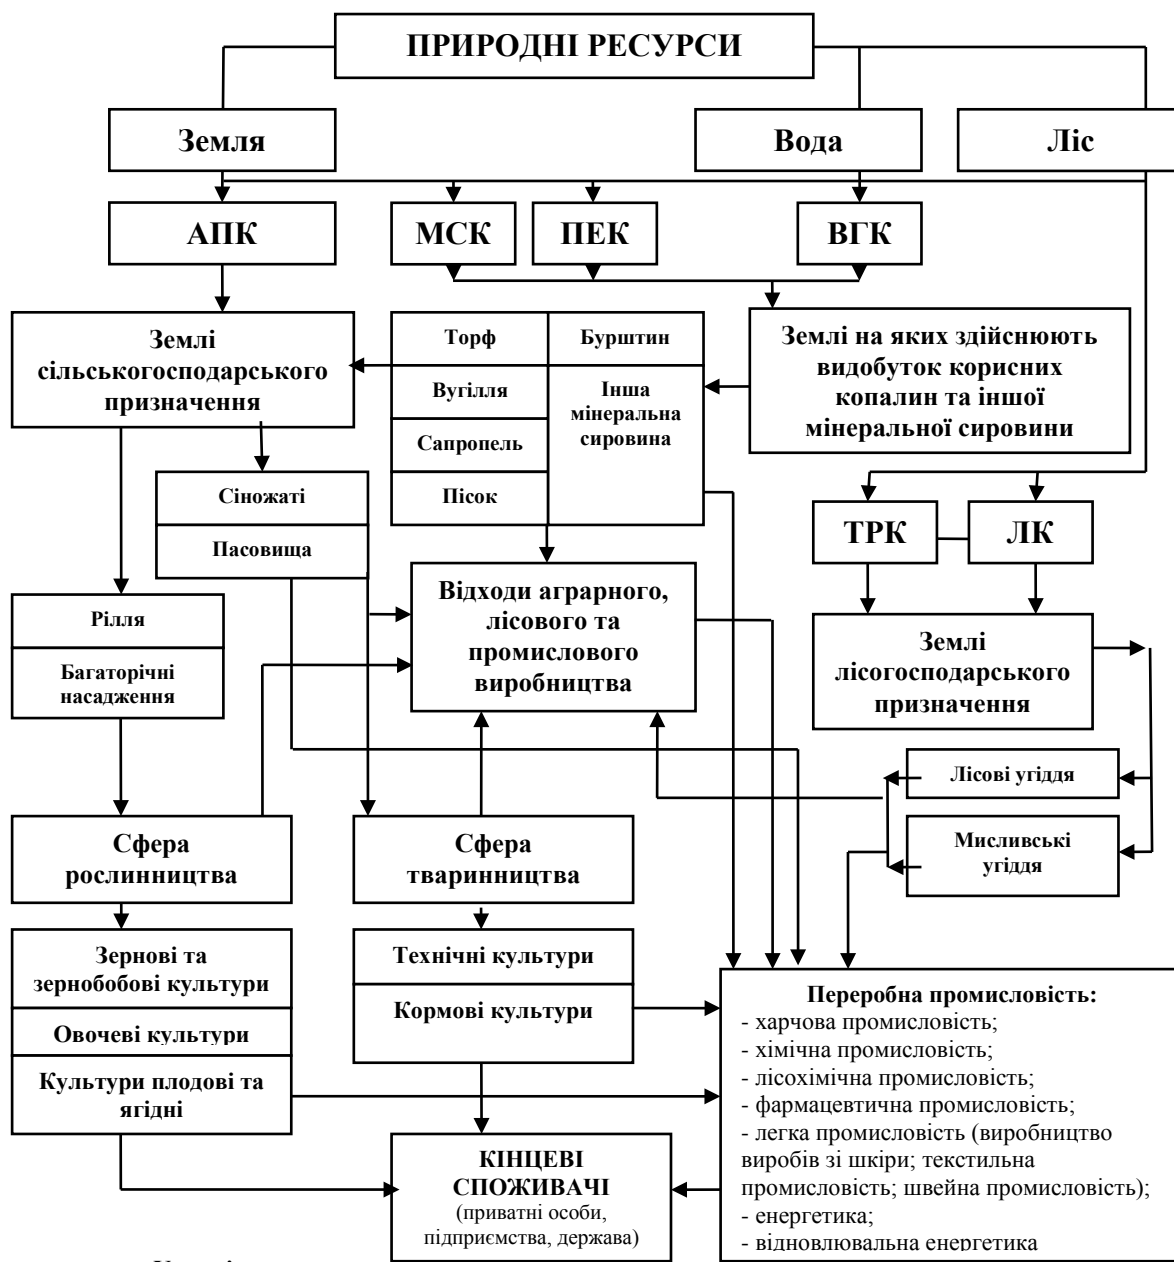 ПРИРОДНІ РЕСУРСИ
Земля
Вода
Ліс
АПК
МСК
ПЕК
ВГК
Землі
сільськогосподарського
призначення
Торф
Бурштин
Вугілля
Інша
мінеральна
сировина
Сапропель
Пісок
Землі на яких здійснюють
видобуток корисних
копалин та іншої
мінеральної сировини
Сіножаті
Пасовища
ТРК
ЛК
Рілля
Багаторічні
насадження
Відходи аграрного,
лісового та
промислового
виробництва
Землі
лісогосподарського
призначення
Лісові угіддя
Мисливські
угіддя
Сфера
рослинництва
Сфера
тваринництва
Зернові та
зернобобові культури
Овочеві культури
Культури плодові та
ягідні
Технічні культури
Кормові культури
Переробна промисловість:
- харчова промисловість;
- хімічна промисловість;
- лісохімічна промисловість;
- фармацевтична промисловість;
- легка промисловість (виробництво
виробів зі шкіри; текстильна
промисловість; швейна промисловість);
- енергетика;
- відновлювальна енергетика
КІНЦЕВІ
СПОЖИВАЧІ
(приватні особи,
підприємства, держава)